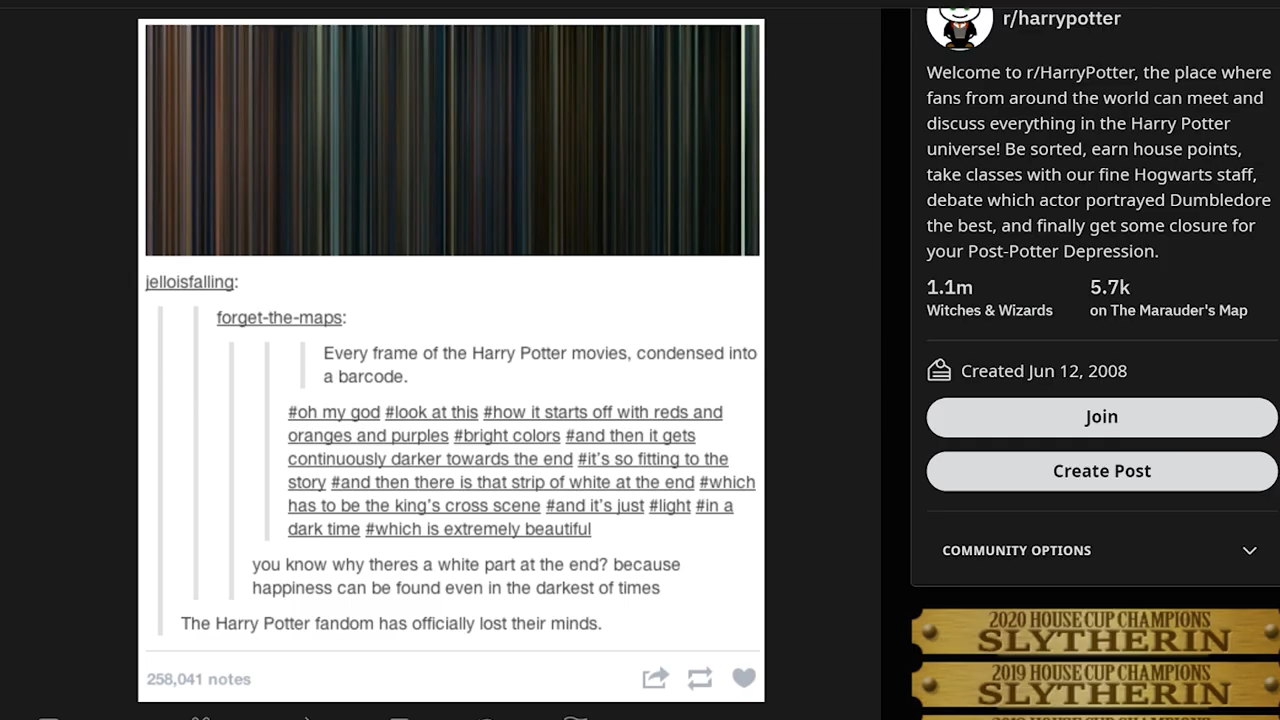 jelloisfalling:
forget-the-maps:
Every frame of the Harry Potter movies, condensed into
a barcode.
#oh my god #look at this #how it starts off with reds and
oranges and purples #bright colors #and then it gets
continuously darker towards the end #it's so fitting to the
story #and then there is that strip of white at the end #which
has to be the king's cross scene #and it's just #light #in a
dark time #which is extremely beautiful
you know why theres a white part at the end? because
happiness can be found even in the darkest of times
The Harry Potter fandom has officially lost their minds.
258,041 notes
r/harrypotter
Welcome to r/HarryPotter, the place where
fans from around the world can meet and
discuss everything in the Harry Potter
universe! Be sorted, earn house points,
take classes with our fine Hogwarts staff,
debate which actor portrayed Dumbledore
the best, and finally get some closure for
your Post-Potter Depression.
1.1m 5.7k
Witches & Wizards on The Marauder's Map
Created Jun 12, 2008
Join
Create Post
COMMUNITY OPTIONS
2020 HOUSE CUP CHAMPIONS
SLYTHERIN
2019 HOUSE CUP CHAMPIONS
SLYTHERIN